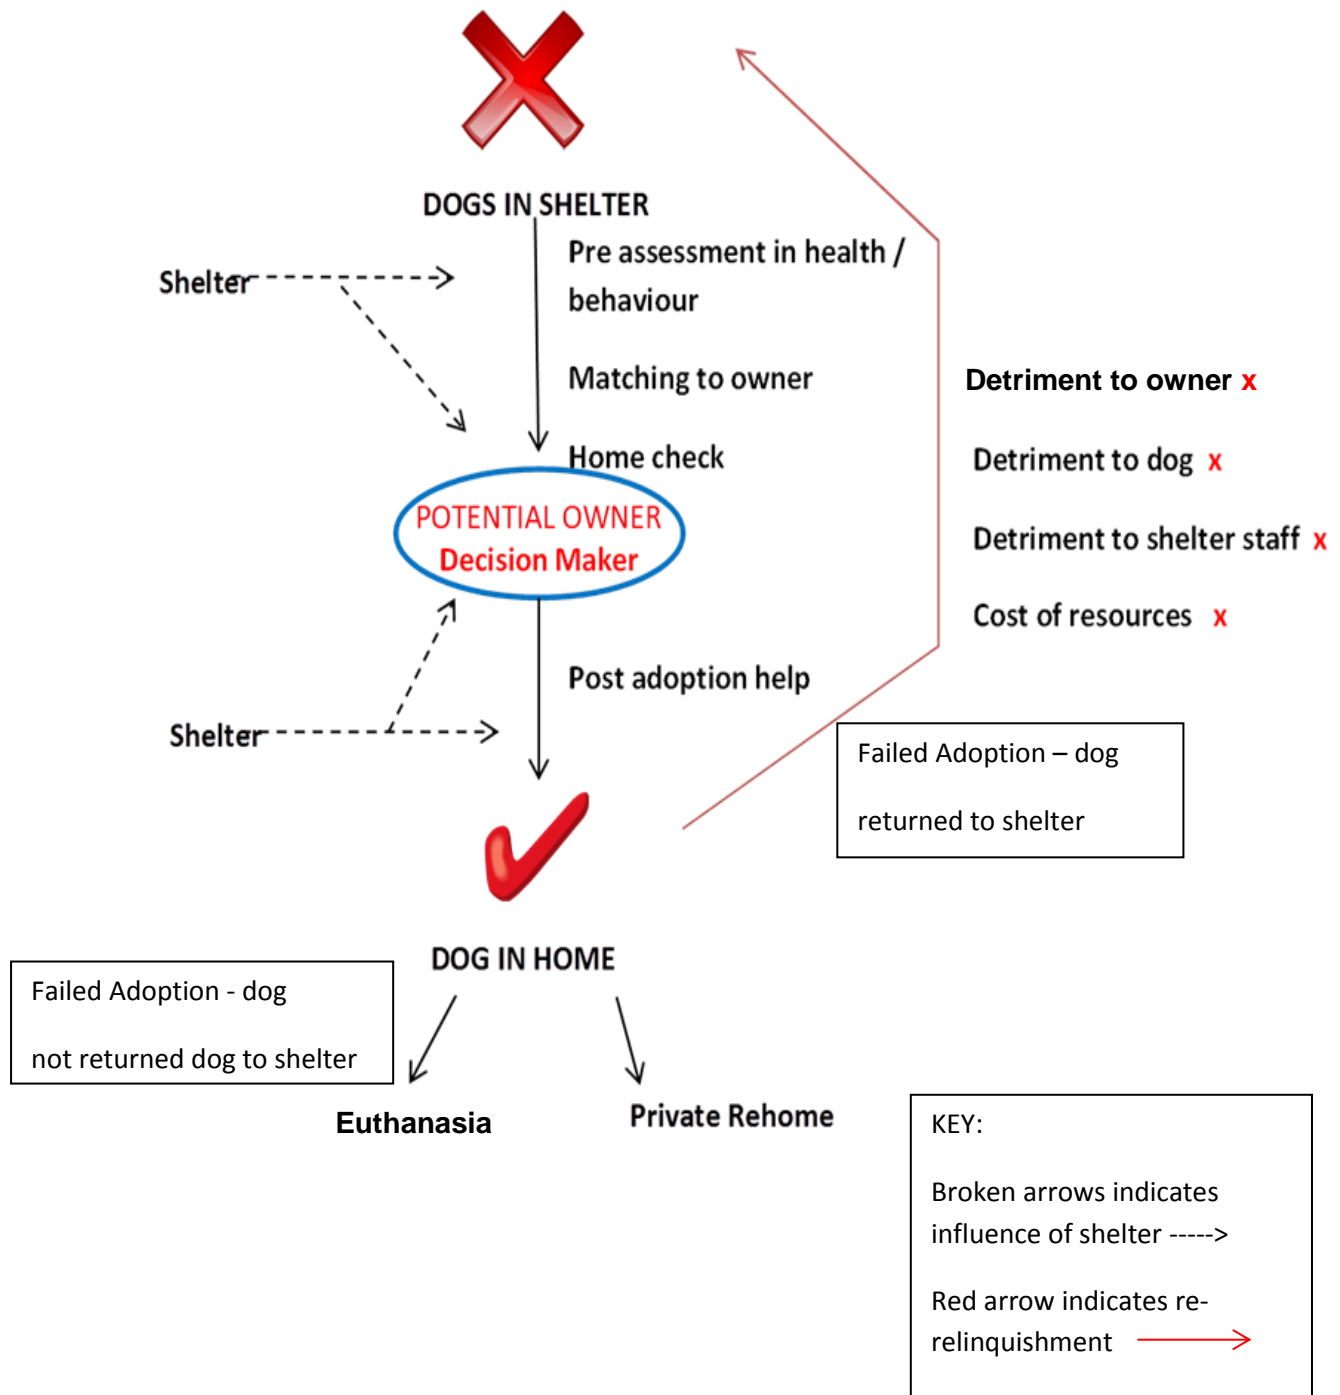 DOGS IN SHELTER
Pre assessment in health /
behaviour
Shelter
Matching to owner
Detriment to owner x
Home check
Detriment to dog x
POTENTIAL OWNER
Decision Maker
Detriment to shelter staff x
Cost of resources x
Post adoption help
Shelter
Failed Adoption – dog
returned to shelter
DOG IN HOME
Failed Adoption - dog
not returned dog to shelter
Euthanasia
Private Rehome
KEY:
Broken arrows indicates
influence of shelter ----->
Red arrow indicates re-
relinquishment